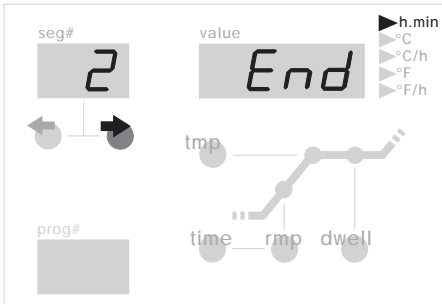 h.min
seg#
value
°C
2
End
°C/h
°F
°F/h
tmp
prog#
time
rmp
dwell